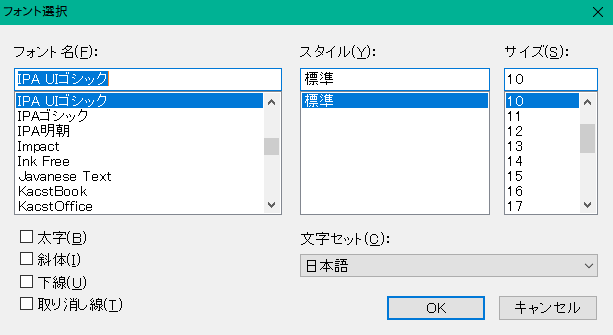 フォント選択
フォント名(F):
IPA UIゴシック
IPA UIゴシック
IPAゴシック
IPA明朝
Impact
Ink Free
Javanese Text
KacstBook
KacstOffice
スタイル(Y):
標準
標準
サイズ(S):
10
10
11
12
13
14
15
16
17
太字(B)
斜体(I)
下線(U)
取り消し線(T)
文字セット(C):
日本語
OK
キャンセル